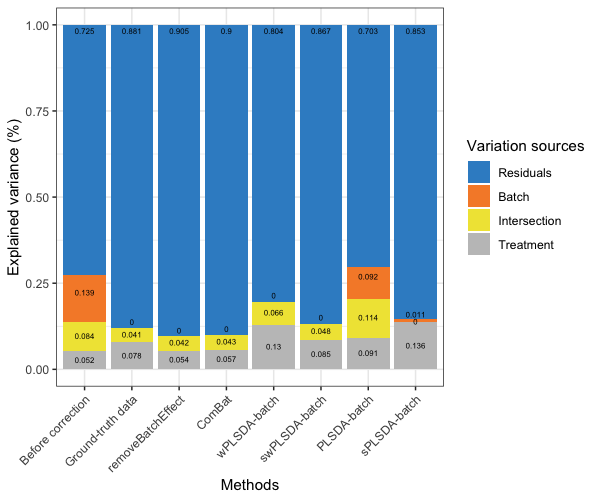 1.00
0.75
0.50
0.25
0.00
Explained variance (%)
0.725 0.881 0.905 0.9 0.804 0.867 0.703 0.853
0.139 0 0 0 0 0 0.092 0.011
0.084 0.041 0.042 0.043 0.066 0.048 0.114 0
0.052 0.078 0.054 0.057 0.13 0.085 0.091 0.136
Before correction
Ground-truth data
removeBatchEffect
ComBat
wPLSDA-batch
swPLSDA-batch
PLSDA-batch
sPLSDA-batch
Methods
Variation sources
Residuals
Batch
Intersection
Treatment